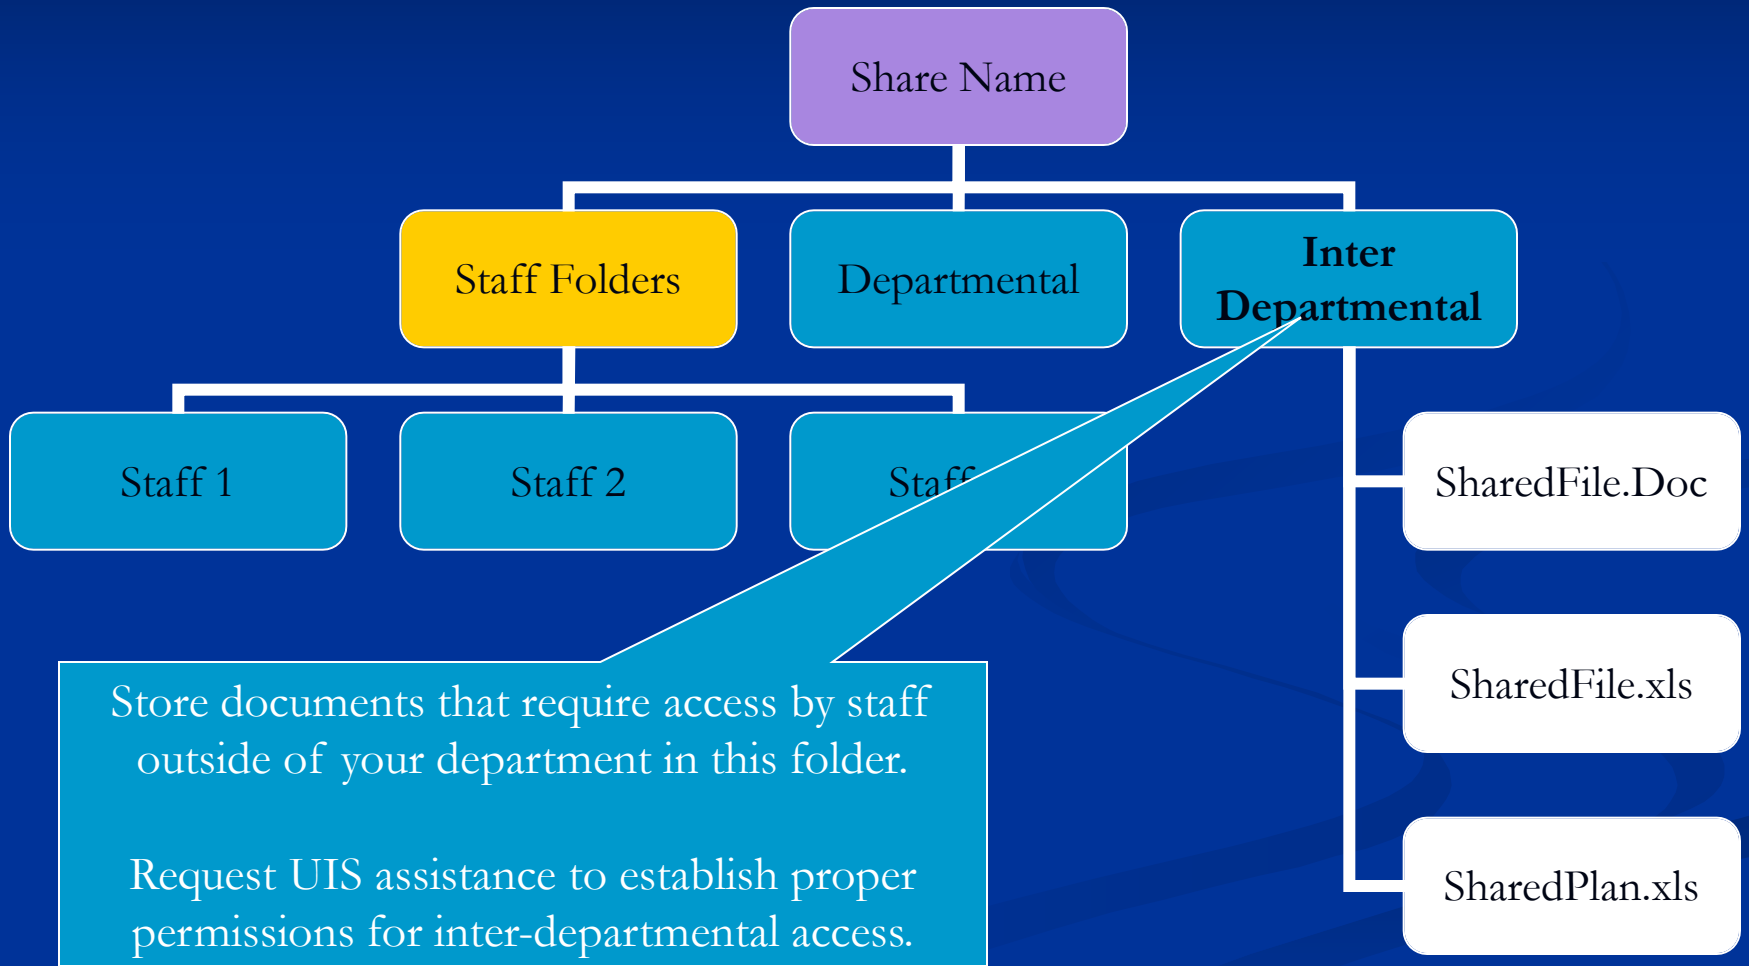 Share Name
Staff Folders
Departmental
Inter
Departmental
Staff 1
Staff 2
Staff
SharedFile.Doc
SharedFile.xls
SharedPlan.xls
Store documents that require access by staff
outside of your department in this folder.
Request UIS assistance to establish proper
permissions for inter-departmental access.